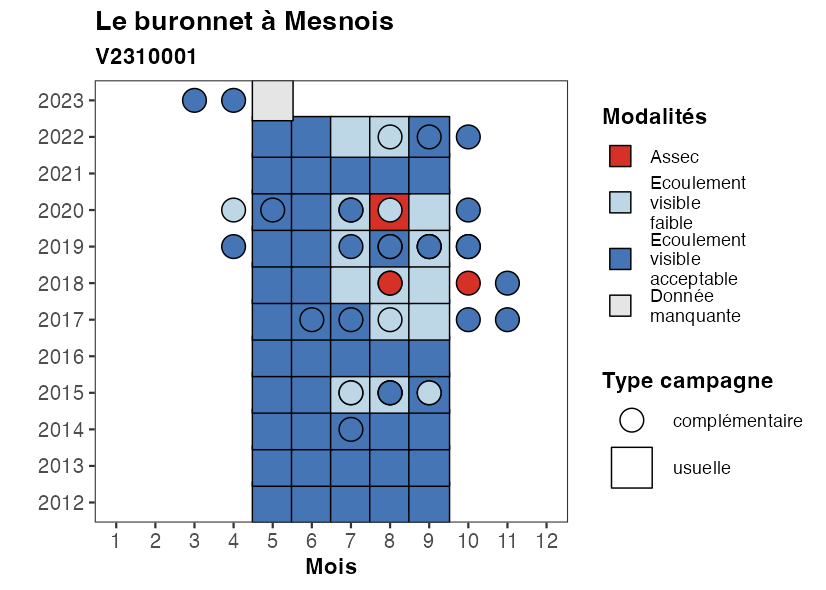 Le buronnet à Mesnois
V2310001
2023
2022
2021
2020
2019
2018
2017
2016
2015
2014
2013
2012
1 2 3 4 5 6 7 8 9 10 11 12
Mois
Modalités
Assec
Ecoulement
visible
faible
Ecoulement
visible
acceptable
Donnée
manquante
Type campagne
complémentaire
usuelle